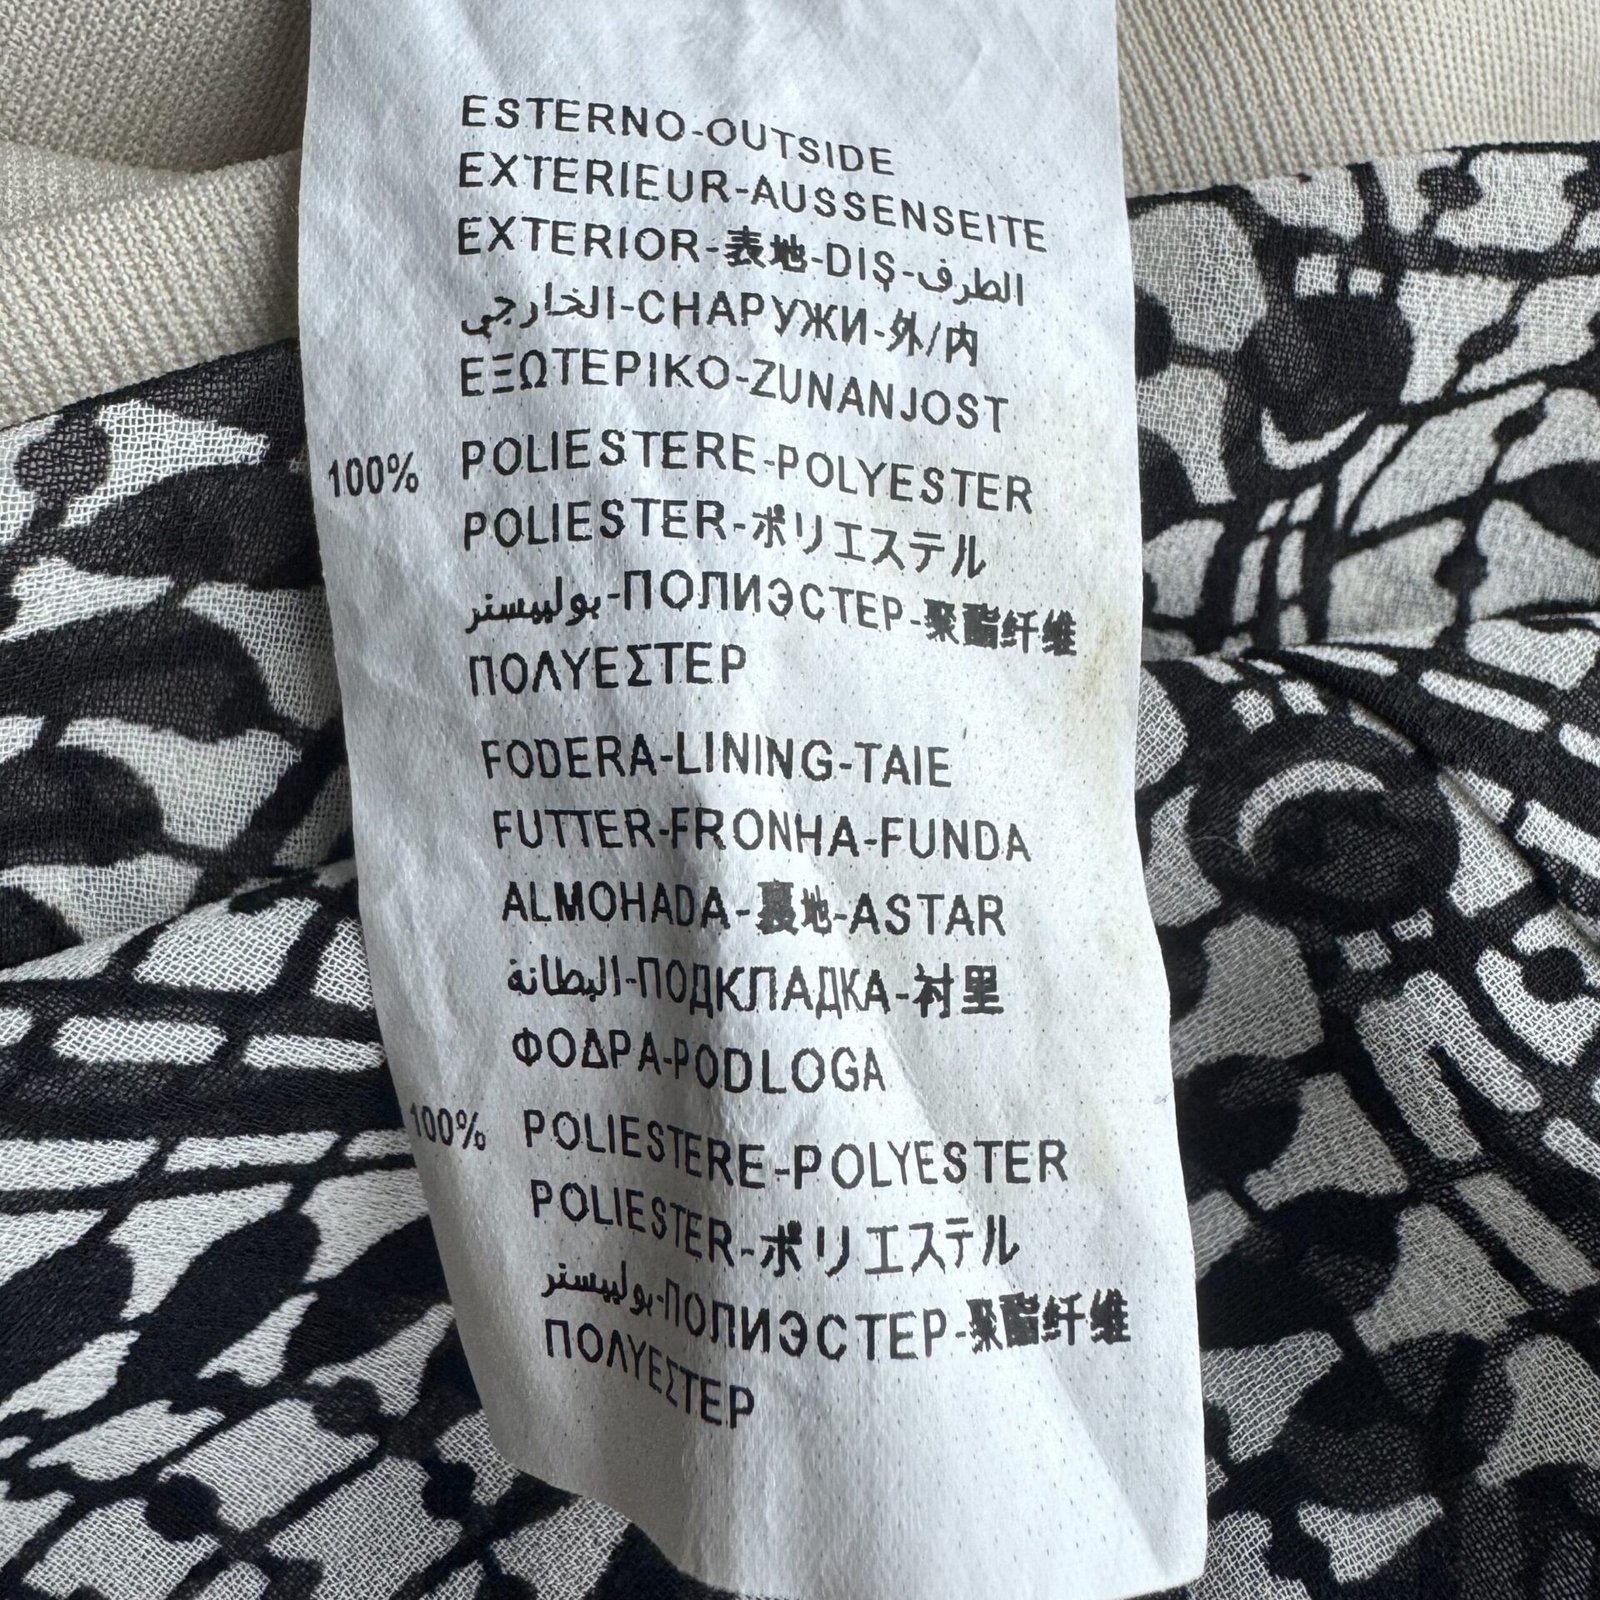 ESTERNO-OUTSIDE
EXTERIEUR-AUSSENSEITE
EXTERIOR-表地-DIŞ-الطرف
الخارجي-СНАРУЖИ-外/内
ΕΞΩΤΕΡΙΚΟ-ZUNANJOST
100% POLIESTERE-POLYESTER
POLIESTER-ポリエステル
بوليستر-ПОЛИЭСТЕР-聚酯纤维
ΠΟΛΥΕΣΤΕΡ
FODERA-LINING-TAIE
FUTTER-FRONHA-FUNDA
ALMOHADA-裏地-ASTAR
البطانة-ПОДКЛАДКА-衬里
ΦΟΔΡΑ-PODLOGA
100% POLIESTERE-POLYESTER
POLIESTER-ポリエステル
بوليستر-ПОЛИЭСТЕР-聚酯纤维
ΠΟΛΥΕΣΤΕΡ